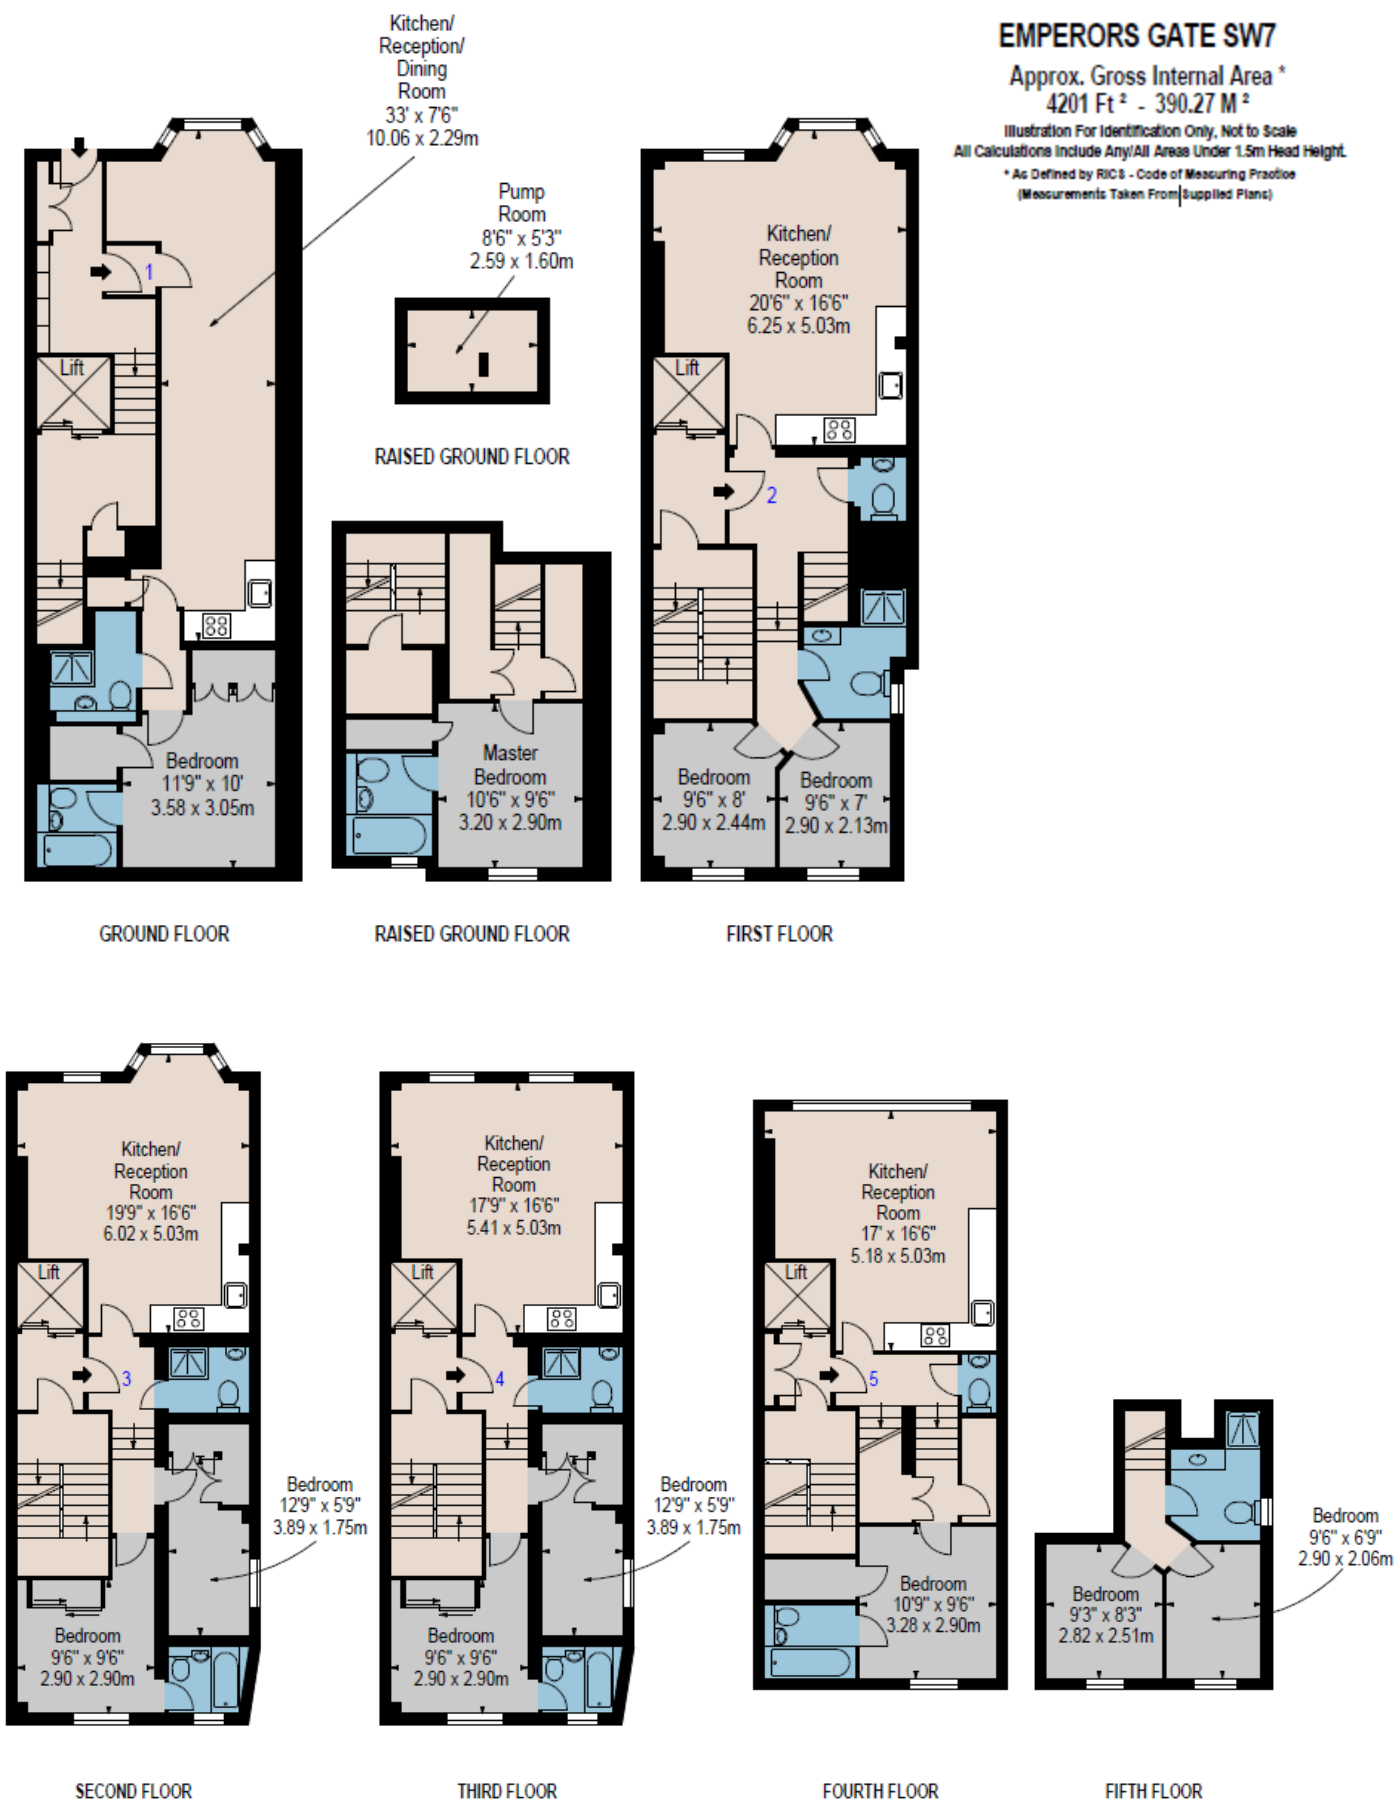 EMPERORS GATE SW7
Approx. Gross Internal Area *
4201 Ft ² - 390.27 M ²
Illustration For Identification Only, Not to Scale
All Calculations Include Any/All Areas Under 1.5m Head Height.
* As Defined by RICS - Code of Measuring Practice
(Measurements Taken From Supplied Plans)
Kitchen/
Reception/
Dining
Room
33' x 7'6"
10.06 x 2.29m
1
Lift
Bedroom
11'9" x 10'
3.58 x 3.05m
GROUND FLOOR
Pump
Room
8'6" x 5'3"
2.59 x 1.60m
RAISED GROUND FLOOR
Master
Bedroom
10'6" x 9'6"
3.20 x 2.90m
RAISED GROUND FLOOR
Kitchen/
Reception
Room
20'6" x 16'6"
6.25 x 5.03m
Lift
2
Bedroom
9'6" x 8'
2.90 x 2.44m
Bedroom
9'6" x 7'
2.90 x 2.13m
FIRST FLOOR
Kitchen/
Reception
Room
19'9" x 16'6"
6.02 x 5.03m
Lift
3
Bedroom
12'9" x 5'9"
3.89 x 1.75m
Bedroom
9'6" x 9'6"
2.90 x 2.90m
SECOND FLOOR
Kitchen/
Reception
Room
17'9" x 16'6"
5.41 x 5.03m
Lift
4
Bedroom
12'9" x 5'9"
3.89 x 1.75m
Bedroom
9'6" x 9'6"
2.90 x 2.90m
THIRD FLOOR
Kitchen/
Reception
Room
17' x 16'6"
5.18 x 5.03m
Lift
5
Bedroom
10'9" x 9'6"
3.28 x 2.90m
FOURTH FLOOR
Bedroom
9'6" x 6'9"
2.90 x 2.06m
Bedroom
9'3" x 8'3"
2.82 x 2.51m
FIFTH FLOOR